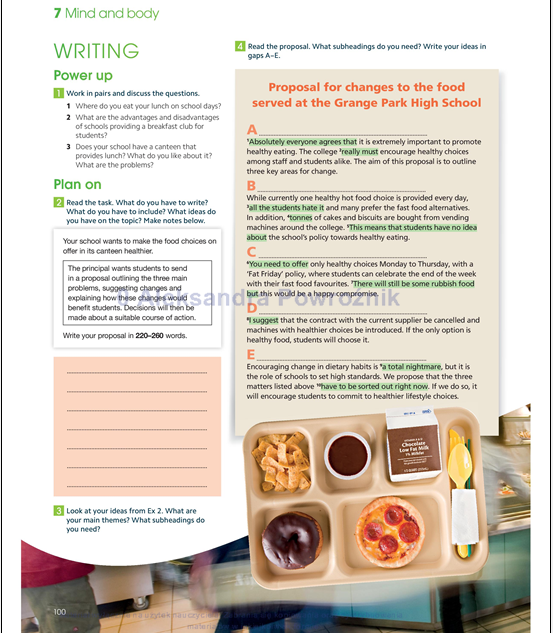 7 Mind and body
WRITING
Power up
1 Work in pairs and discuss the questions.
1 Where do you eat your lunch on school days?
2 What are the advantages and disadvantages
of schools providing a breakfast club for
students?
3 Does your school have a canteen that
provides lunch? What do you like about it?
What are the problems?
Plan on
2 Read the task. What do you have to write?
What do you have to include? What ideas do
you have on the topic? Make notes below.
Your school wants to make the food choices on
offer in its canteen healthier.
The principal wants students to send
in a proposal outlining the three main
problems, suggesting changes and
explaining how these changes would
benefit students. Decisions will then be
made about a suitable course of action.
Write your proposal in 220–260 words.
3 Look at your ideas from Ex 2. What are
your main themes? What subheadings do
you need?
4 Read the proposal. What subheadings do you need? Write your ideas in
gaps A–E.
Proposal for changes to the food
served at the Grange Park High School
A
1Absolutely everyone agrees that it is extremely important to promote
healthy eating. The college 2really must encourage healthy choices
among staff and students alike. The aim of this proposal is to outline
three key areas for change.
B
While currently one healthy hot food choice is provided every day,
3all the students hate it and many prefer the fast food alternatives.
In addition, 4tonnes of cakes and biscuits are bought from vending
machines around the college. 5This means that students have no idea
about the school's policy towards healthy eating.
C
6You need to offer only healthy choices Monday to Thursday, with a
'Fat Friday' policy, where students can celebrate the end of the week
with their fast food favourites. 7There will still be some rubbish food
but this would be a happy compromise.
D
8I suggest that the contract with the current supplier be cancelled and
machines with healthier choices be introduced. If the only option is
healthy food, students will choose it.
E
Encouraging change in dietary habits is 9a total nightmare, but it is
the role of schools to set high standards. We propose that the three
matters listed above 10have to be sorted out right now. If we do so, it
will encourage students to commit to healthier lifestyle choices.
© Aleksandra Powroźnik
Chocolate
Low Fat Milk
100